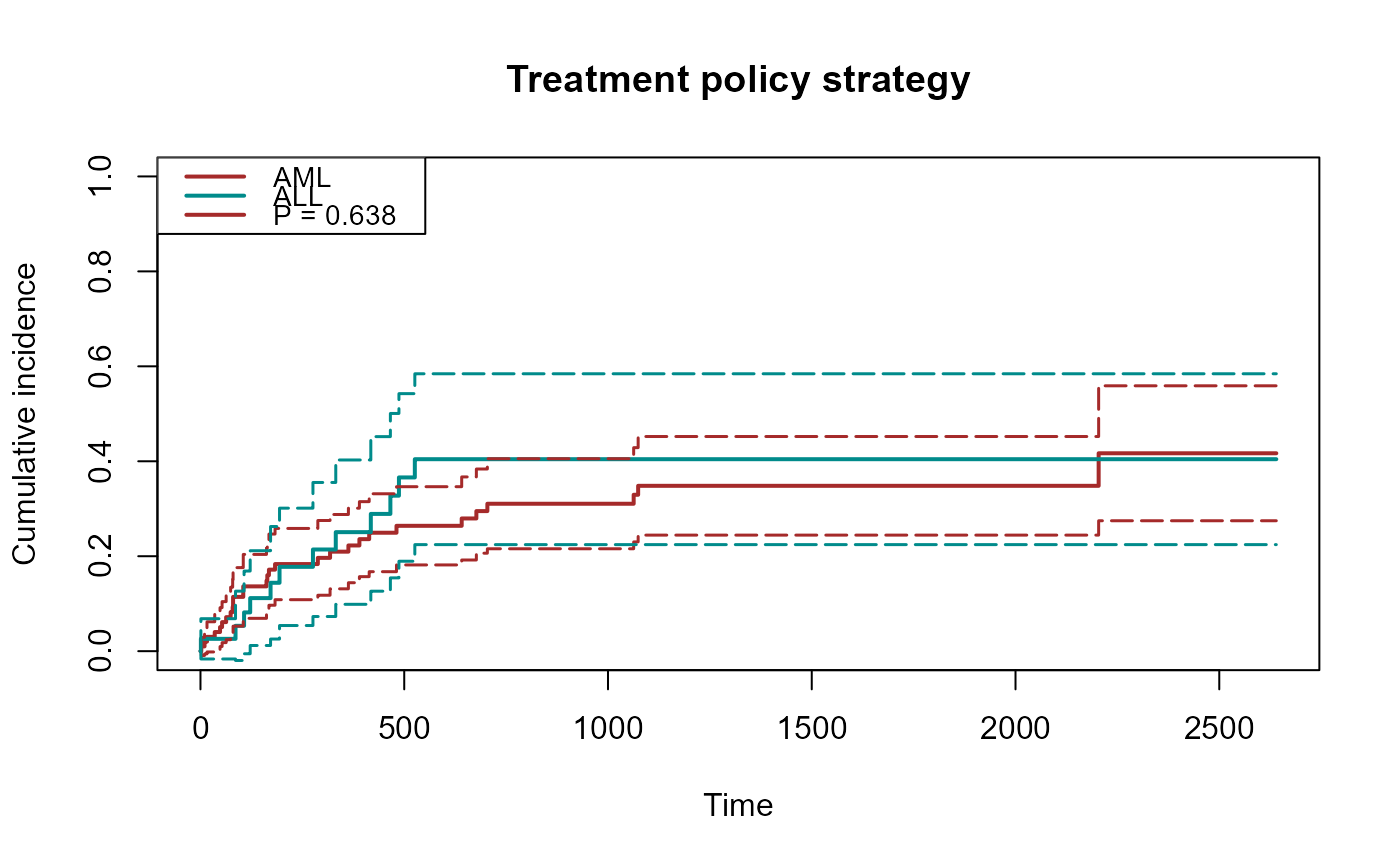 Treatment policy strategy
AML
ALL
P = 0.638
Cumulative incidence
1.0
0.8
0.6
0.4
0.2
0.0
0 500 1000 1500 2000 2500
Time